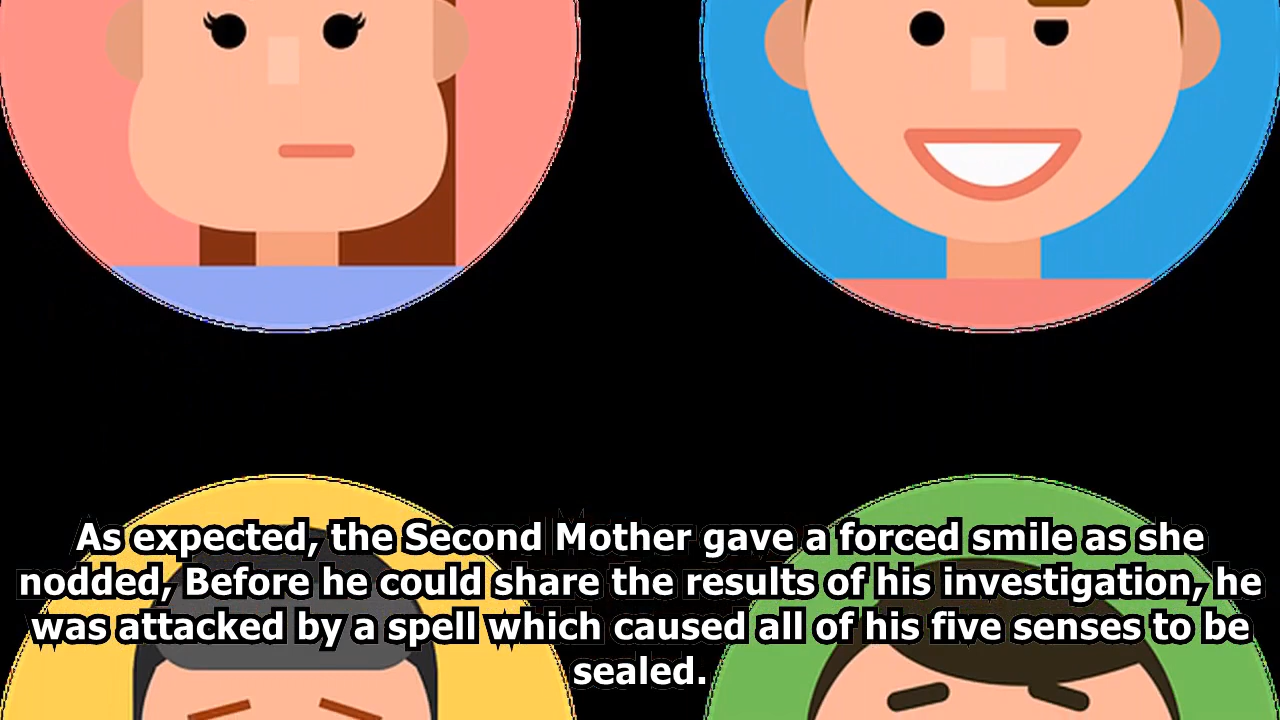 As expected, the Second Mother gave a forced smile as she
nodded, Before he could share the results of his investigation, he
was attacked by a spell which caused all of his five senses to be
sealed.